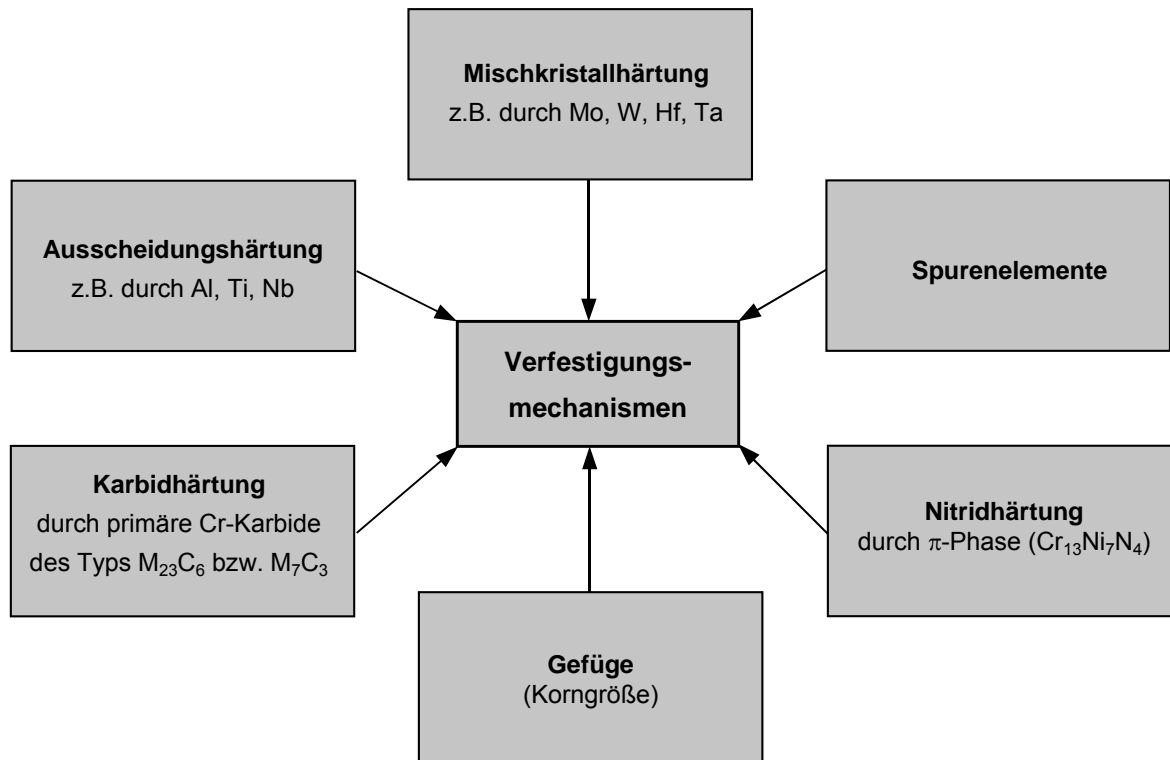 Mischkristallhärtung
z.B. durch Mo, W, Hf, Ta
Ausscheidungshärtung
z.B. durch Al, Ti, Nb
Spurenelemente
Verfestigungs-
mechanismen
Karbidhärtung
durch primäre Cr-Karbide
des Typs M₂₃C₆ bzw. M₇C₃
Nitridhärtung
durch π-Phase (Cr₁₃Ni₇N₄)
Gefüge
(Korngröße)